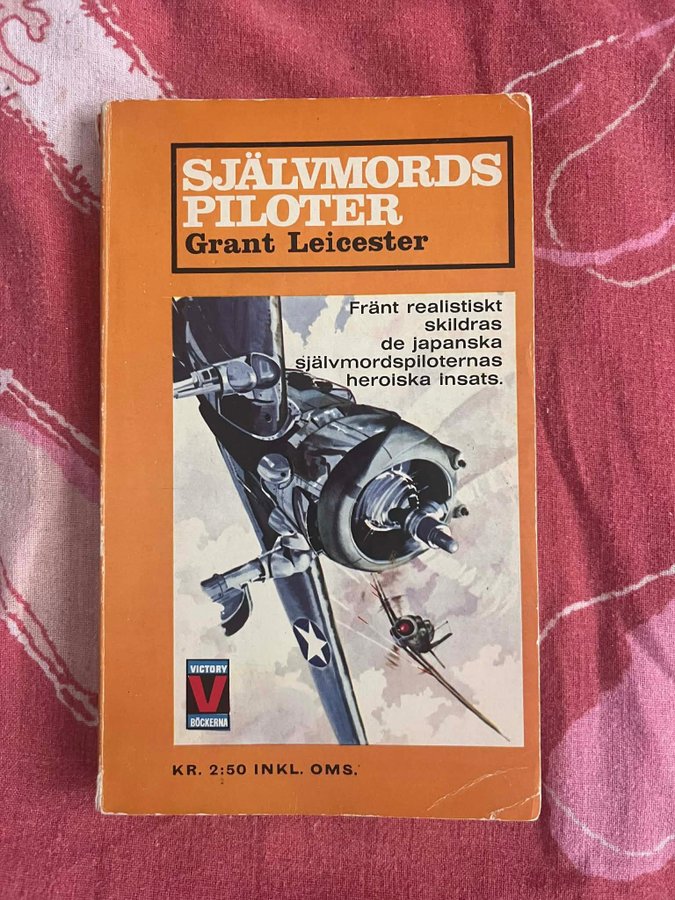 SJÄLVMORDS
PILOTER
Grant Leicester
Fränt realistiskt
skildras
de japanska
självmordspiloternas
heroiska insats.
VICTORY
V
BÖCKERNA
KR. 2:50 INKL. OMS.